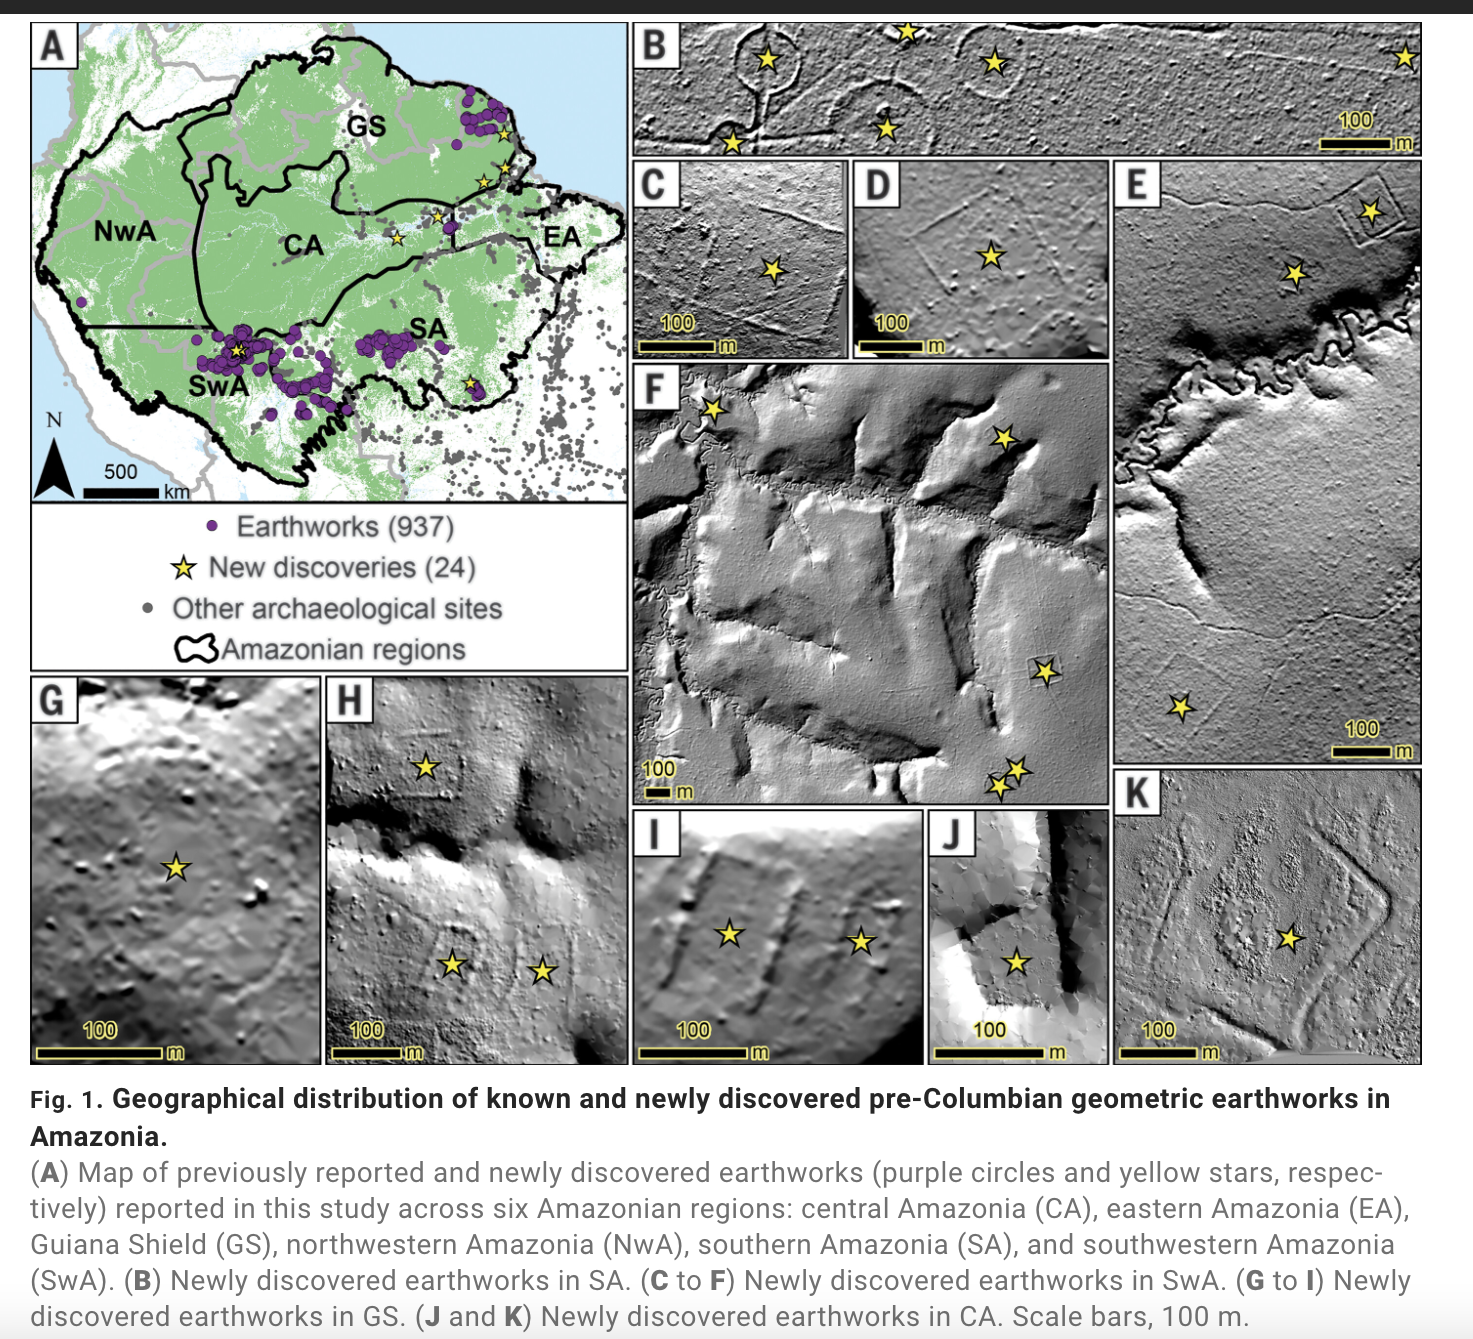 A
GS
NwA
CA
EA
SA
SwA
N
500
km
Earthworks (937)
New discoveries (24)
Other archaeological sites
Amazonian regions
B
100
m
C
100
m
D
100
m
E
100
m
F
100
m
G
100
m
H
100
m
I
100
m
J
100
m
K
100
m
Fig. 1. Geographical distribution of known and newly discovered pre-Columbian geometric earthworks in
Amazonia.
(A) Map of previously reported and newly discovered earthworks (purple circles and yellow stars, respec-
tively) reported in this study across six Amazonian regions: central Amazonia (CA), eastern Amazonia (EA),
Guiana Shield (GS), northwestern Amazonia (NwA), southern Amazonia (SA), and southwestern Amazonia
(SwA). (B) Newly discovered earthworks in SA. (C to F) Newly discovered earthworks in SwA. (G to I) Newly
discovered earthworks in GS. (J and K) Newly discovered earthworks in CA. Scale bars, 100 m.